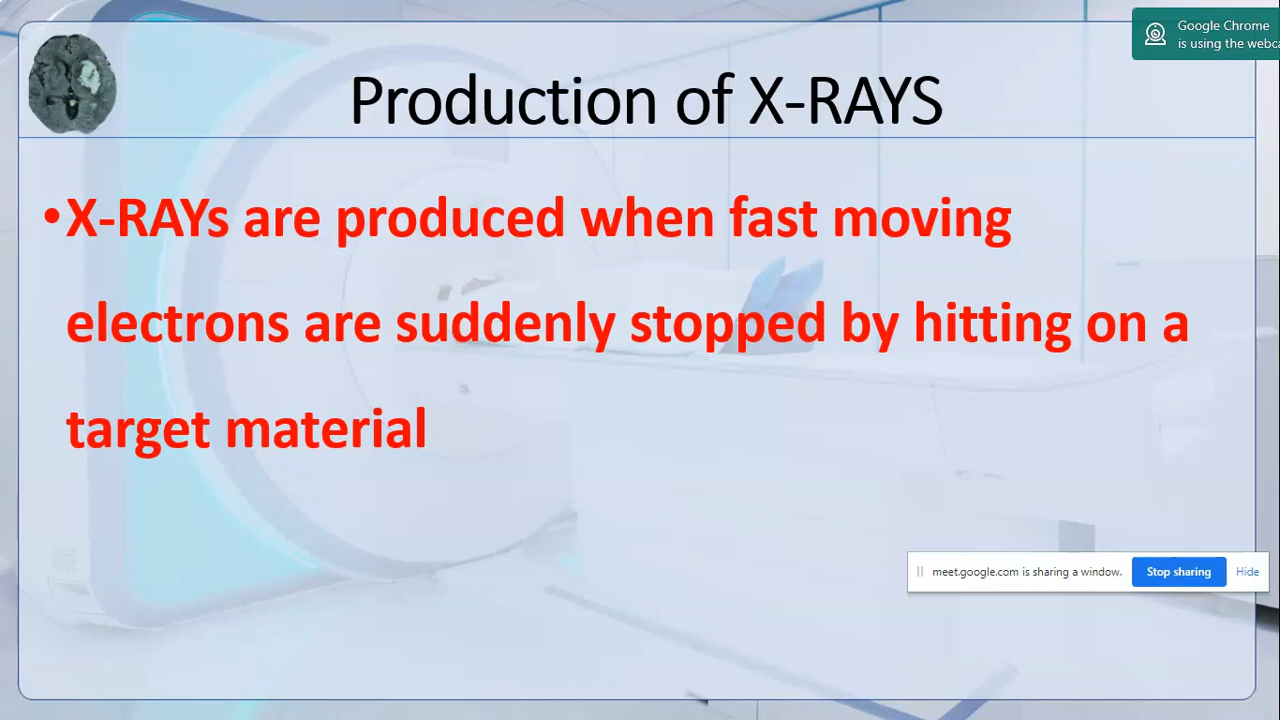 Google Chrome
is using the webca
Production of X-RAYS
•X-RAYs are produced when fast moving
electrons are suddenly stopped by hitting on a
target material
meet.google.com is sharing a window. Stop sharing Hide